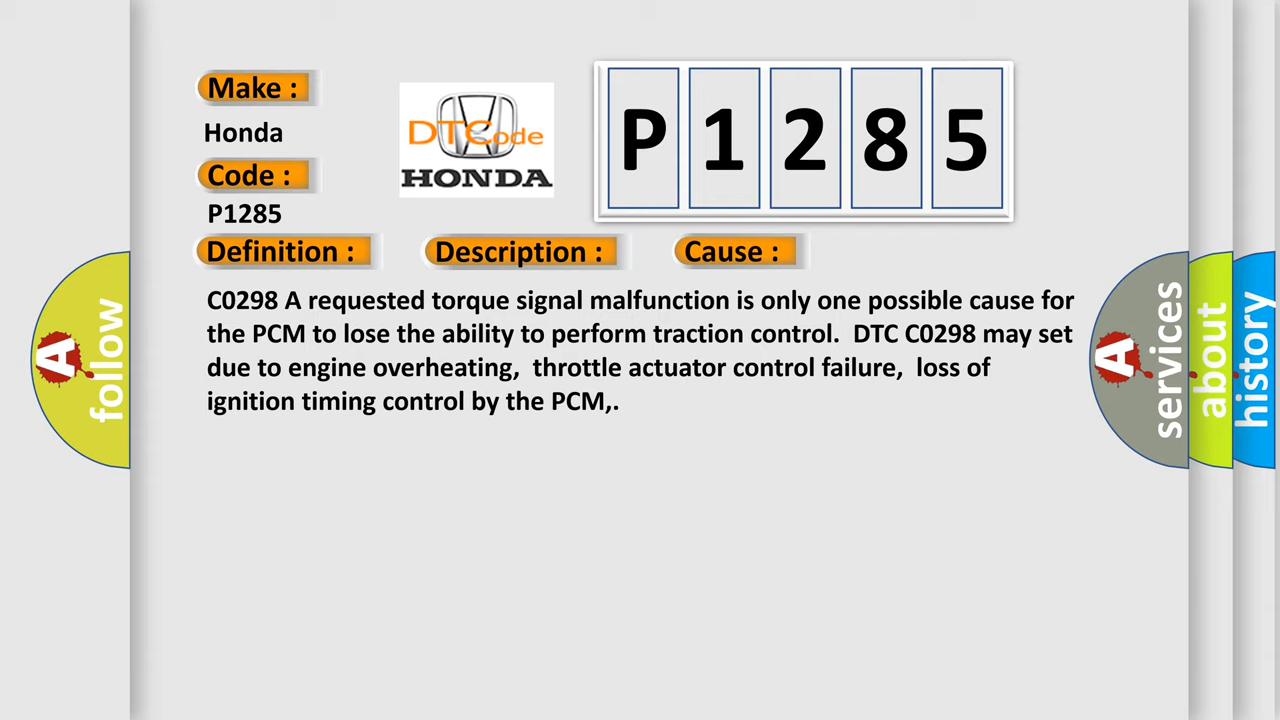 Make :
Honda
Code :
P1285
DTCode
HONDA
P 1 2 8 5
Definition :
Description :
Cause :
C0298 A requested torque signal malfunction is only one possible cause for
the PCM to lose the ability to perform traction control. DTC C0298 may set
due to engine overheating, throttle actuator control failure, loss of
ignition timing control by the PCM,.
A
follow
A
services
about
history